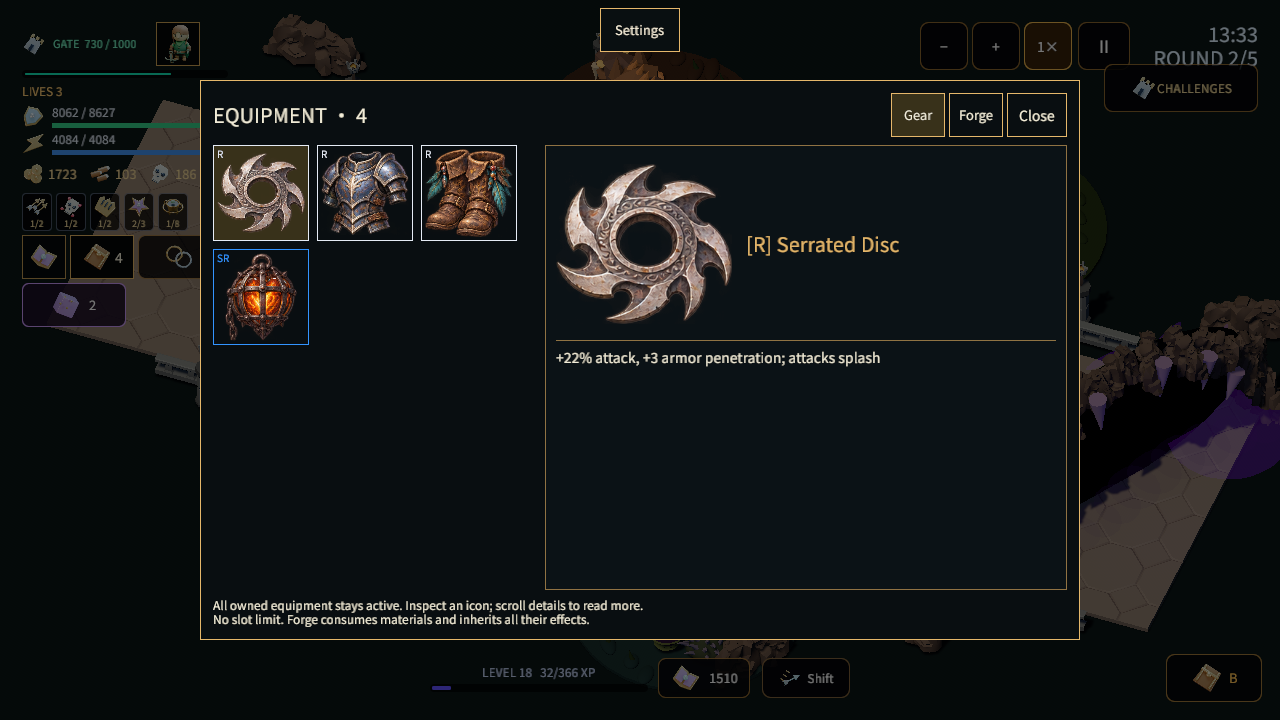 Settings
GATE 730 / 1000
− + 1× II
13:33
ROUND 2/5
CHALLENGES
LIVES 3
8062 / 8627
4084 / 4084
1723 103 186
1/2 1/2 1/2 2/3 1/8
4
2
EQUIPMENT • 4
Gear Forge Close
R R R
SR
[R] Serrated Disc
+22% attack, +3 armor penetration; attacks splash
All owned equipment stays active. Inspect an icon; scroll details to read more.
No slot limit. Forge consumes materials and inherits all their effects.
LEVEL 18 32/366 XP
1510
Shift
B